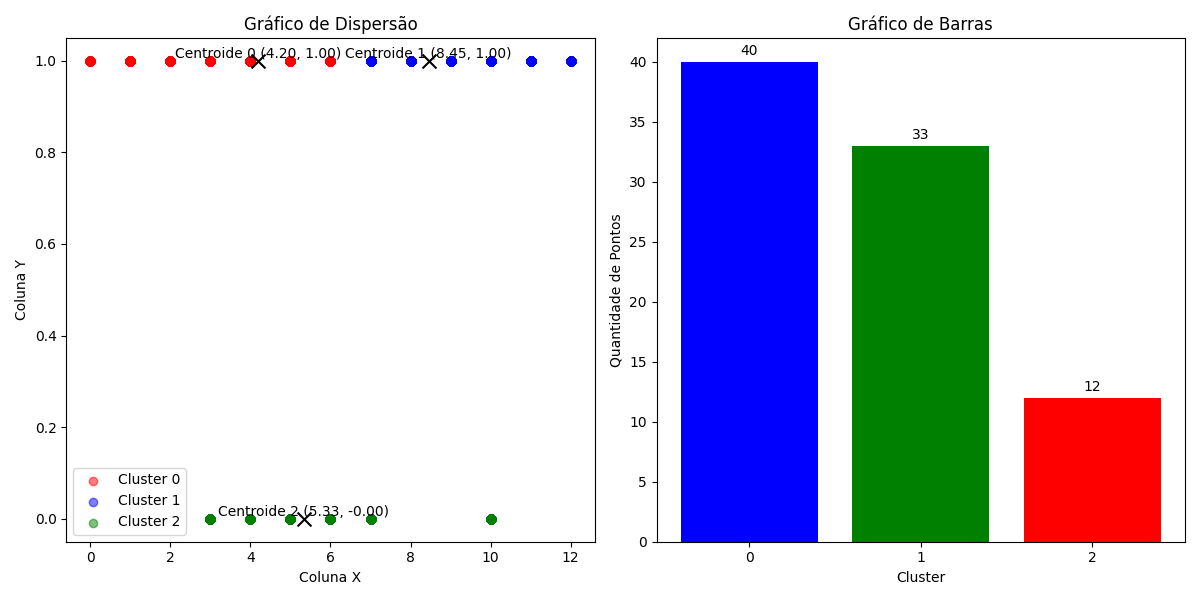 Gráfico de Dispersão
Centroide 0 (4.20, 1.00)
Centroide 1 (8.45, 1.00)
1.0
0.8
0.6
0.4
0.2
0.0
Coluna Y
Cluster 0
Cluster 1
Cluster 2
Centroide 2 (5.33, -0.00)
0 2 4 6 8 10 12
Coluna X
Gráfico de Barras
40
33
12
40
35
30
25
20
15
10
5
0
Quantidade de Pontos
0 1 2
Cluster